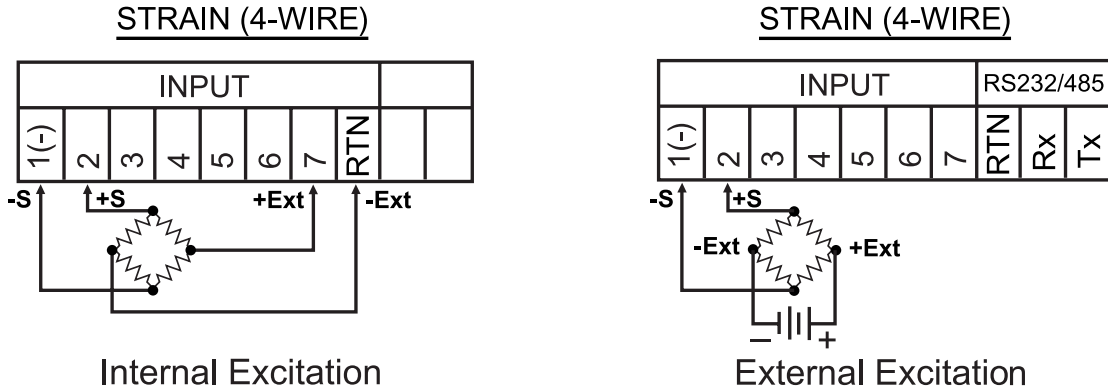 STRAIN (4-WIRE)
INPUT
1(-) 2 3 4 5 6 7 RTN
-S +S +Ext -Ext
Internal Excitation
STRAIN (4-WIRE)
INPUT RS232/485
1(-) 2 3 4 5 6 7 RTN Rx Tx
-S +S
-Ext +Ext
– +
External Excitation